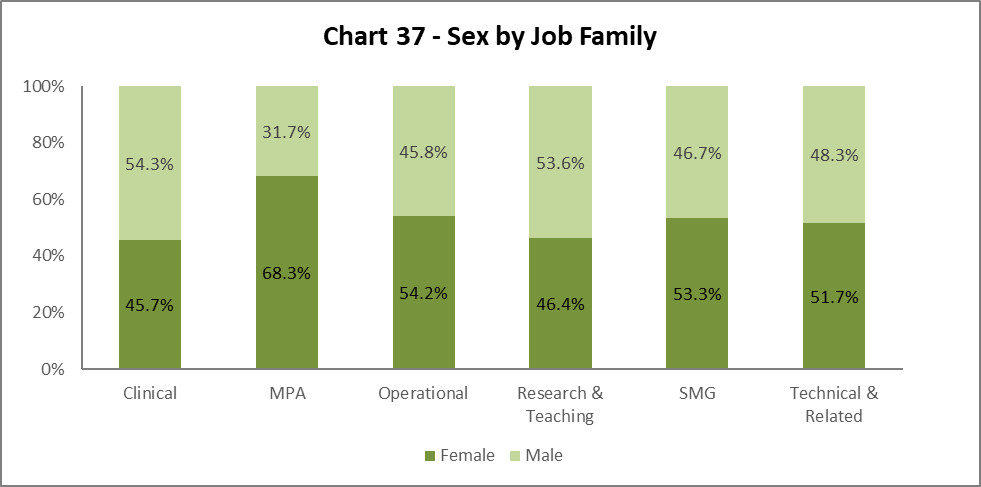 Chart 37 - Sex by Job Family
100%
80%
60%
40%
20%
0%
54.3%
31.7%
45.8%
53.6%
46.7%
48.3%
45.7%
68.3%
54.2%
46.4%
53.3%
51.7%
Clinical
MPA
Operational
Research &
Teaching
SMG
Technical &
Related
Female
Male